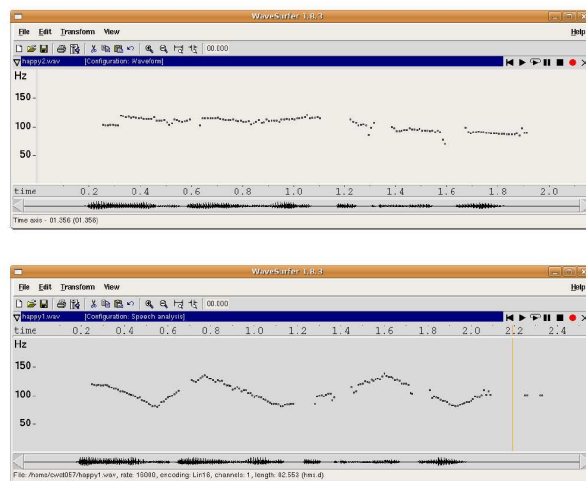 WaveSurfer 1.8.3
File Edit Transform View Help
00.000
happy2.wav [Configuration: Waveform]
Hz
150
100
50
time 0.2 0.4 0.6 0.8 1.0 1.2 1.4 1.6 1.8 2.0
Time axis - 01.356 (01.356)
WaveSurfer 1.8.3
File Edit Transform View Help
00.000
happy1.wav [Configuration: Speech analysis]
time 0.2 0.4 0.6 0.8 1.0 1.2 1.4 1.6 1.8 2.0 2.2 2.4
Hz
150
100
50
File: /home/cwct057/happy1.wav, rate: 16000, encoding: Lin16, channels: 1, length: 02.553 (hms.d)